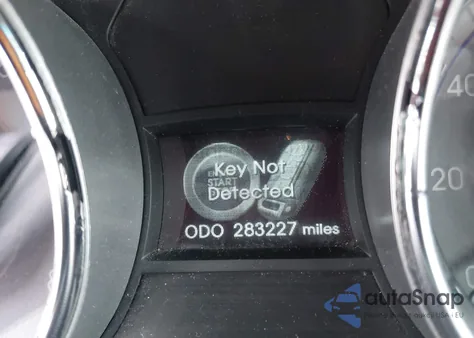 Key Not
Detected
START
ODO 283227 miles
40
20
autoSnap